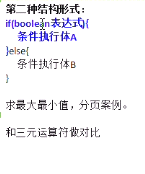 第二种结构形式：
if(boolean表达式){
条件执行体A
}else{
条件执行体B
}
求最大最小值，分页案例。
和三元运算符做对比